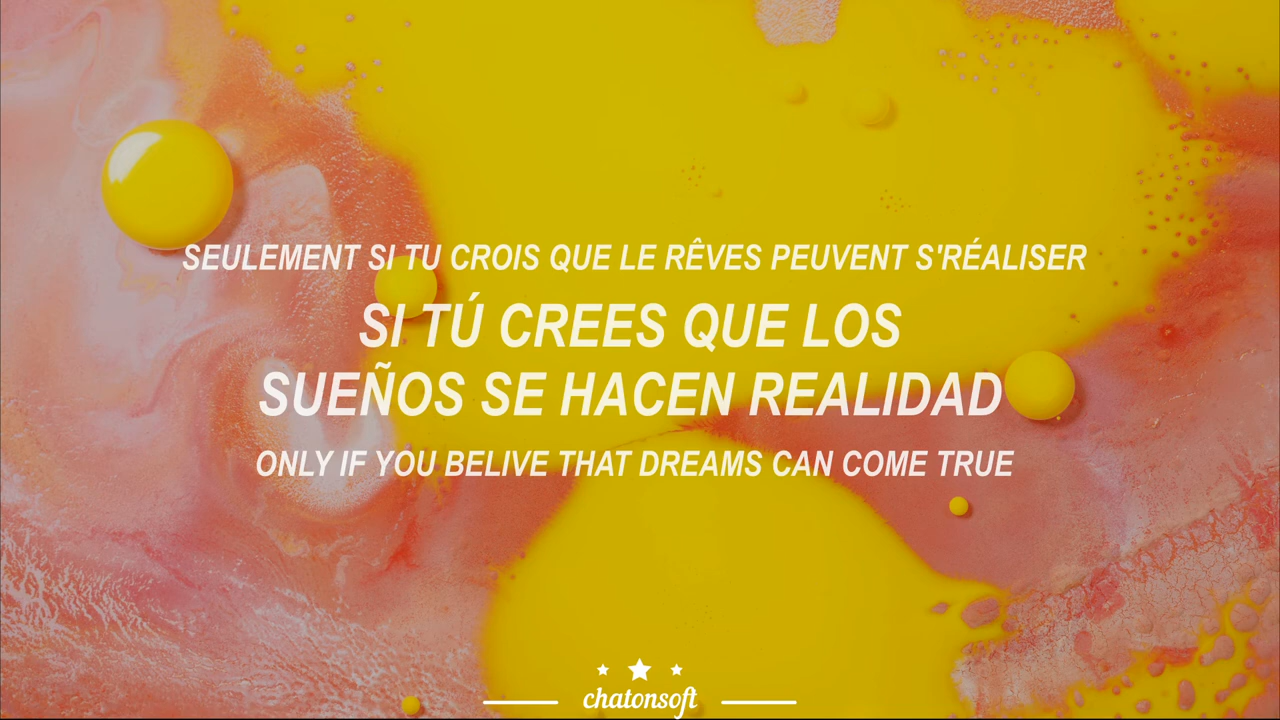 SEULEMENT SI TU CROIS QUE LE RÊVES PEUVENT S'RÉALISER
SI TÚ CREES QUE LOS
SUEÑOS SE HACEN REALIDAD
ONLY IF YOU BELIVE THAT DREAMS CAN COME TRUE
chatonsoft